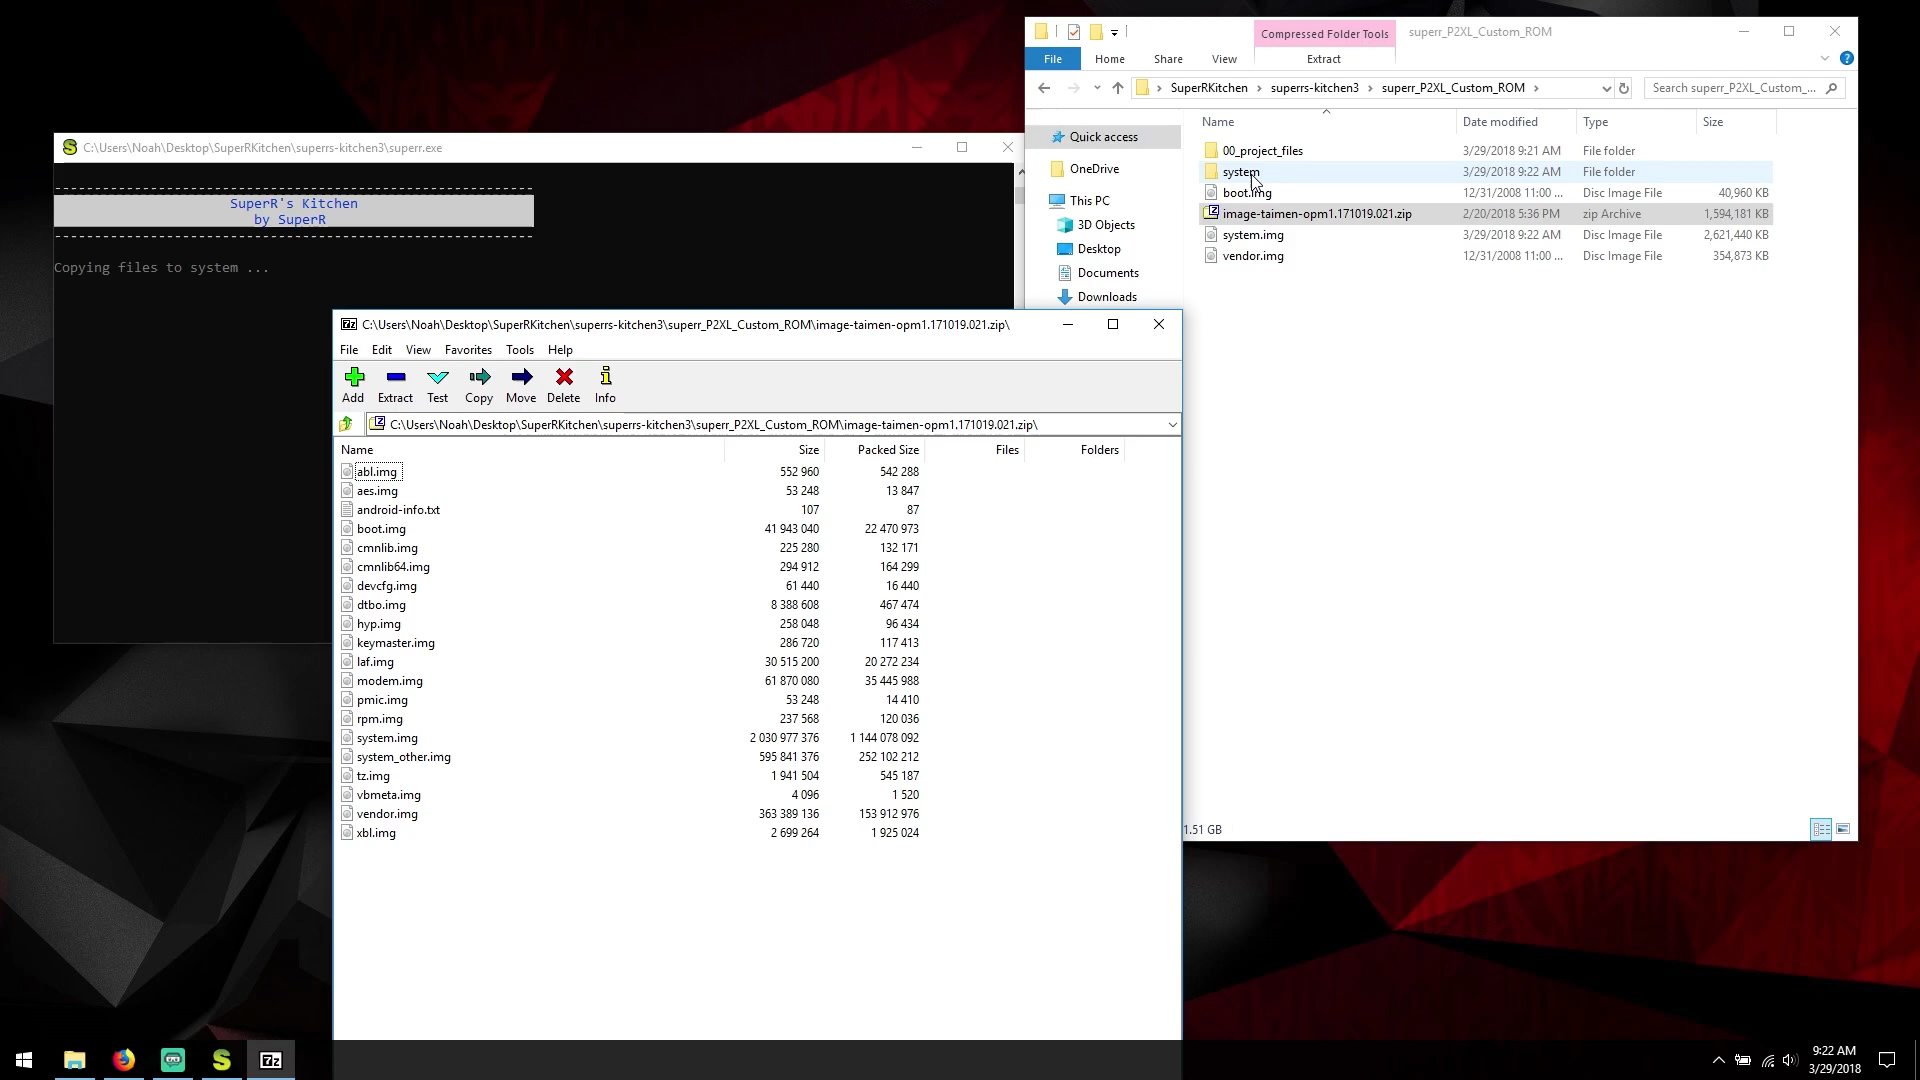 C:\Users\Noah\Desktop\SuperRKitchen\superrs-kitchen3\superr.exe
SuperR's Kitchen
by SuperR
Copying files to system ...
Compressed Folder Tools
superr_P2XL_Custom_ROM
File Home Share View Extract
SuperRKitchen superrs-kitchen3 superr_P2XL_Custom_ROM
Search superr_P2XL_Custom_...
Quick access
OneDrive
This PC
3D Objects
Desktop
Documents
Downloads
Name Date modified Type Size
00_project_files 3/29/2018 9:21 AM File folder
system 3/29/2018 9:22 AM File folder
boot.img 12/31/2008 11:00 ... Disc Image File 40,960 KB
image-taimen-opm1.171019.021.zip 2/20/2018 5:36 PM zip Archive 1,594,181 KB
system.img 3/29/2018 9:22 AM Disc Image File 2,621,440 KB
vendor.img 12/31/2008 11:00 ... Disc Image File 354,873 KB
1.51 GB
7z C:\Users\Noah\Desktop\SuperRKitchen\superrs-kitchen3\superr_P2XL_Custom_ROM\image-taimen-opm1.171019.021.zip\
File Edit View Favorites Tools Help
Add Extract Test Copy Move Delete Info
C:\Users\Noah\Desktop\SuperRKitchen\superrs-kitchen3\superr_P2XL_Custom_ROM\image-taimen-opm1.171019.021.zip\
Name Size Packed Size Files Folders
abl.img 552 960 542 288
aes.img 53 248 13 847
android-info.txt 107 87
boot.img 41 943 040 22 470 973
cmnlib.img 225 280 132 171
cmnlib64.img 294 912 164 299
devcfg.img 61 440 16 440
dtbo.img 8 388 608 467 474
hyp.img 258 048 96 434
keymaster.img 286 720 117 413
laf.img 30 515 200 20 272 234
modem.img 61 870 080 35 445 988
pmic.img 53 248 14 410
rpm.img 237 568 120 036
system.img 2 030 977 376 1 144 078 092
system_other.img 595 841 376 252 102 212
tz.img 1 941 504 545 187
vbmeta.img 4 096 1 520
vendor.img 363 389 136 153 912 976
xbl.img 2 699 264 1 925 024
S
7z
9:22 AM
3/29/2018